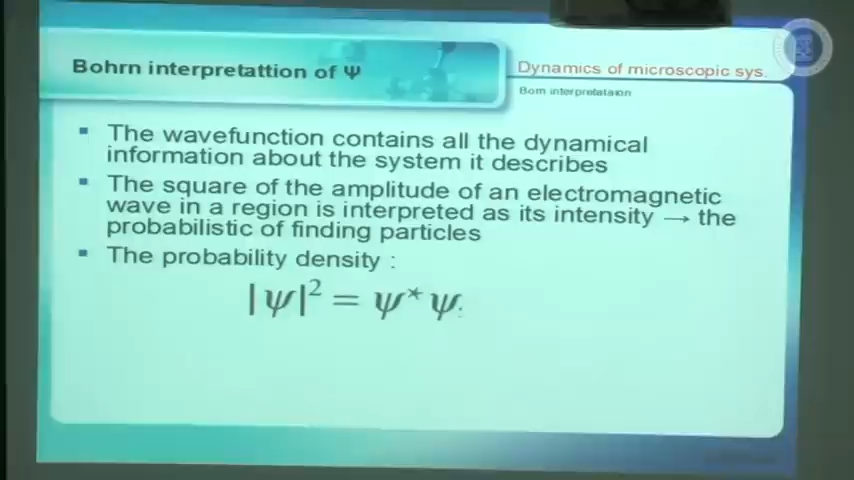 Bohrn interpretattion of Ψ
Dynamics of microscopic sys.
Born interpretataion
▪ The wavefunction contains all the dynamical
information about the system it describes
▪ The square of the amplitude of an electromagnetic
wave in a region is interpreted as its intensity → the
probabilistic of finding particles
▪ The probability density :
|ψ|² = ψ* ψ